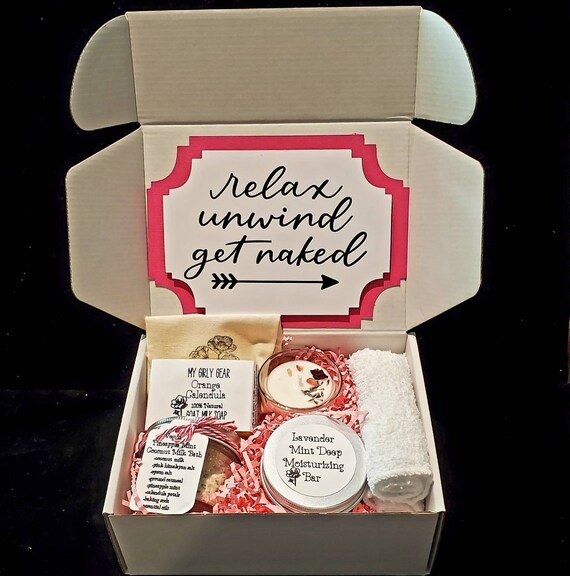 relax
unwind
get naked
MY GIRLY GEAR
Orange
Calendula
100% Natural
GOAT MILK SOAP
Lavender
Mint Deep
Moisturizing
Bar
Pineapple Mint
Coconut Milk Bath
-coconut milk
-pink himalayan salt
-epsom salt
-ground oatmeal
-pineapple mint
-calendula petals
-baking soda
-essential oils